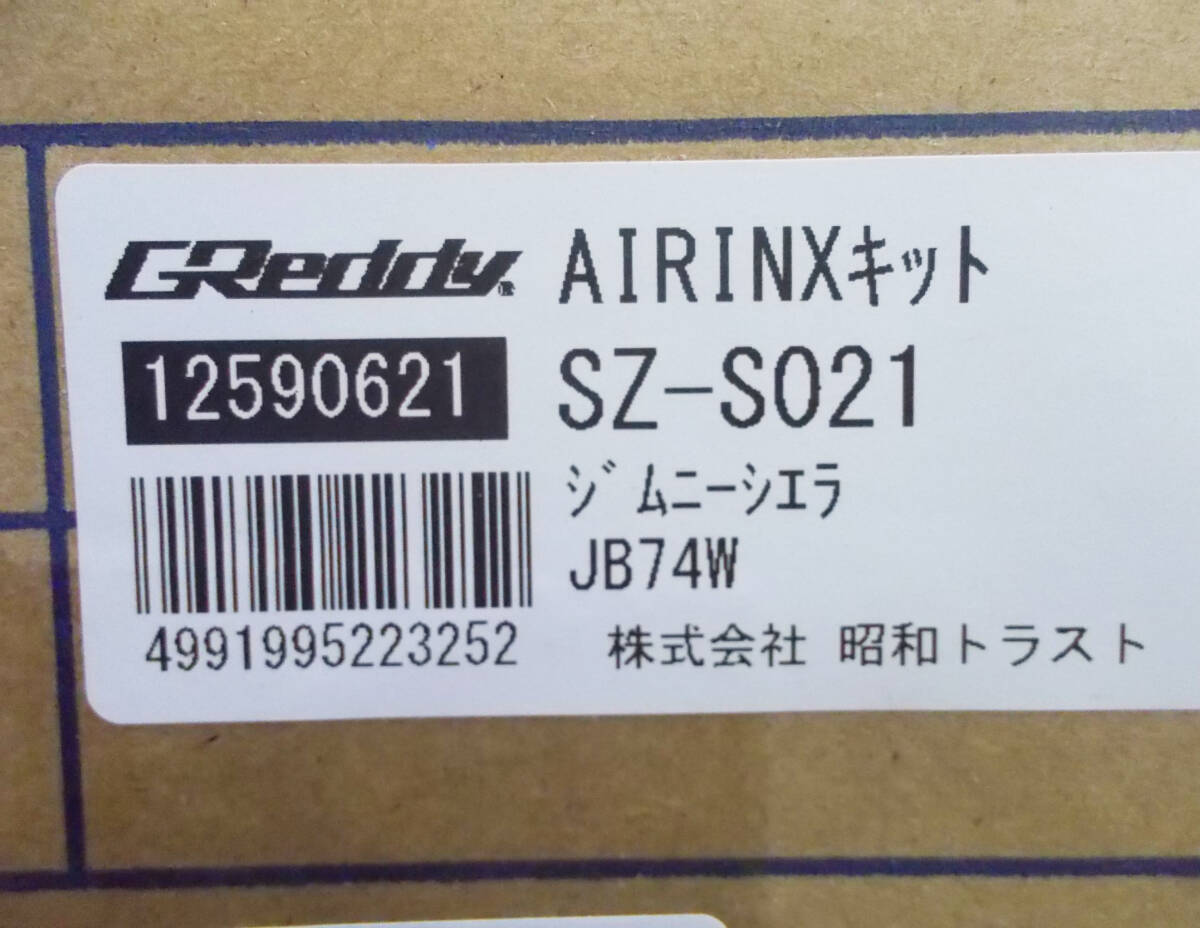 GReddy® AIRINXｷｯﾄ
12590621 SZ-S021
ｼﾞﾑﾆｰｼｴﾗ
JB74W
4991995223252 株式会社 昭和トラスト